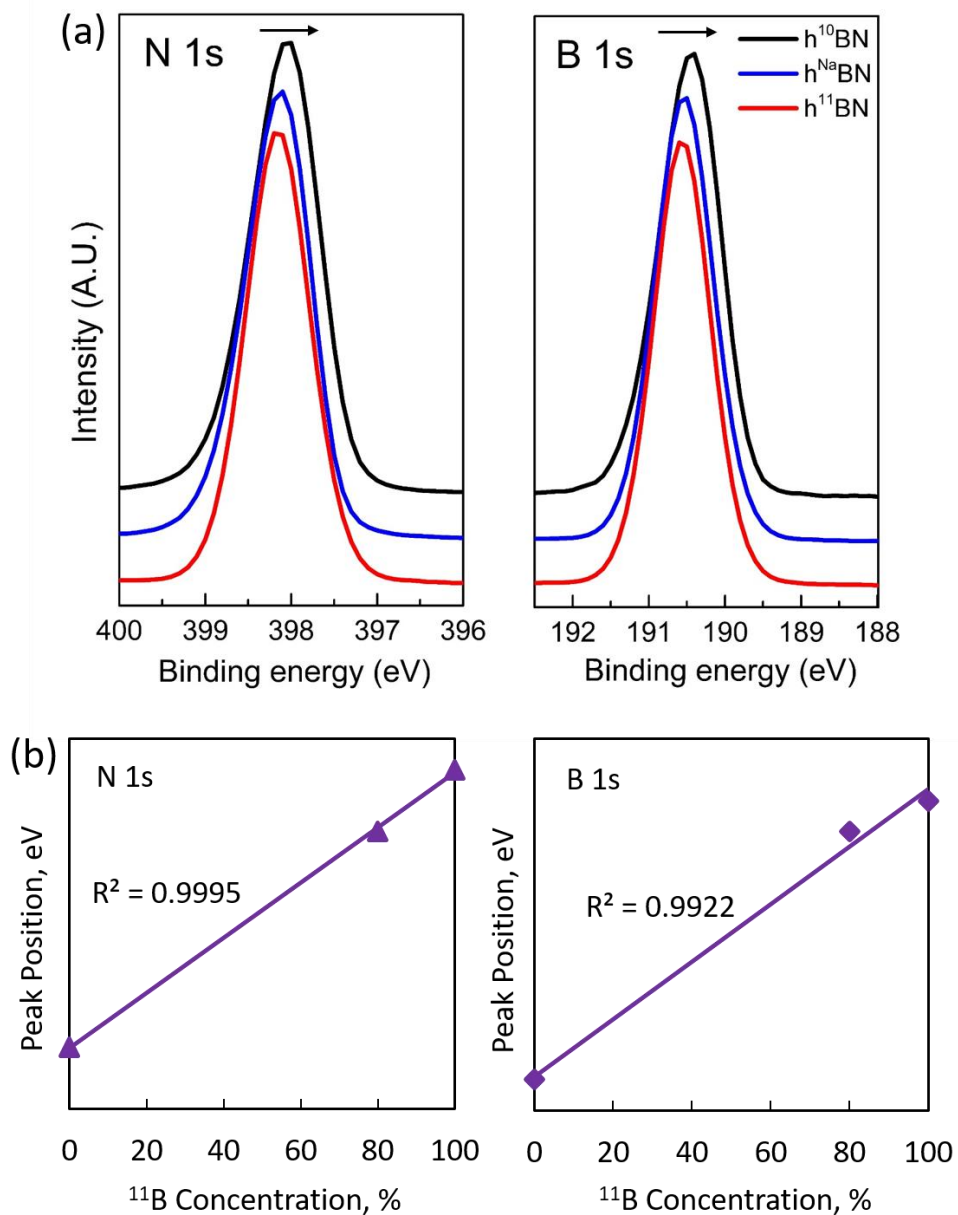 (a)
N 1s
B 1s
h¹⁰BN
hᴺᵃBN
h¹¹BN
Intensity (A.U.)
400 399 398 397 396
192 191 190 189 188
Binding energy (eV)
Binding energy (eV)
(b)
N 1s
B 1s
Peak Position, eV
R² = 0.9995
Peak Position, eV
R² = 0.9922
0 20 40 60 80 100
0 20 40 60 80 100
¹¹B Concentration, %
¹¹B Concentration, %